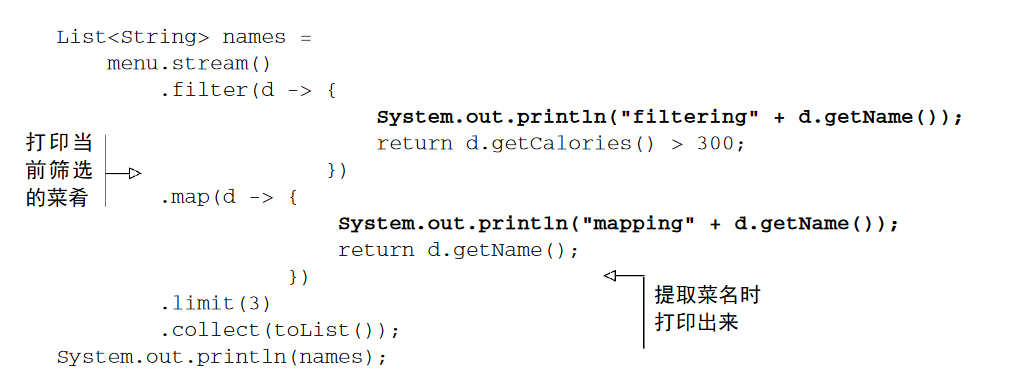 List<String> names =
menu.stream()
.filter(d -> {
System.out.println("filtering" + d.getName());
return d.getCalories() > 300;
})
打印当
前筛选
的菜肴
.map(d -> {
System.out.println("mapping" + d.getName());
return d.getName();
})
提取菜名时
打印出来
.limit(3)
.collect(toList());
System.out.println(names);